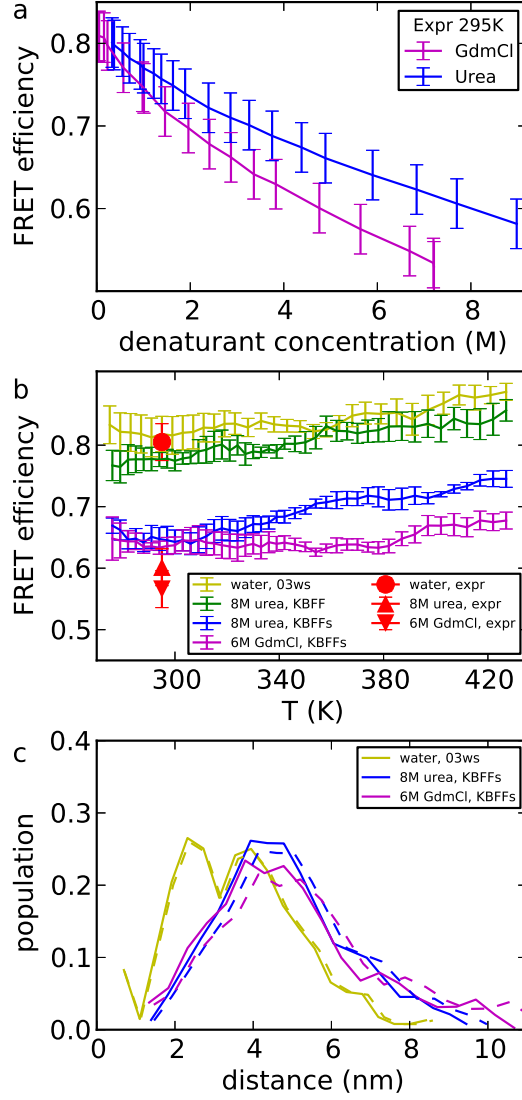 a
Expr 295K
GdmCl
Urea
FRET efficiency
0.8
0.7
0.6
0 2 4 6 8
denaturant concentration (M)
b
FRET efficiency
0.8
0.7
0.6
0.5
water, 03ws
8M urea, KBFF
8M urea, KBFFs
6M GdmCl, KBFFs
water, expr
8M urea, expr
6M GdmCl, expr
300 340 380 420
T (K)
c
water, 03ws
8M urea, KBFFs
6M GdmCl, KBFFs
population
0.4
0.3
0.2
0.1
0.0
0 2 4 6 8 10
distance (nm)